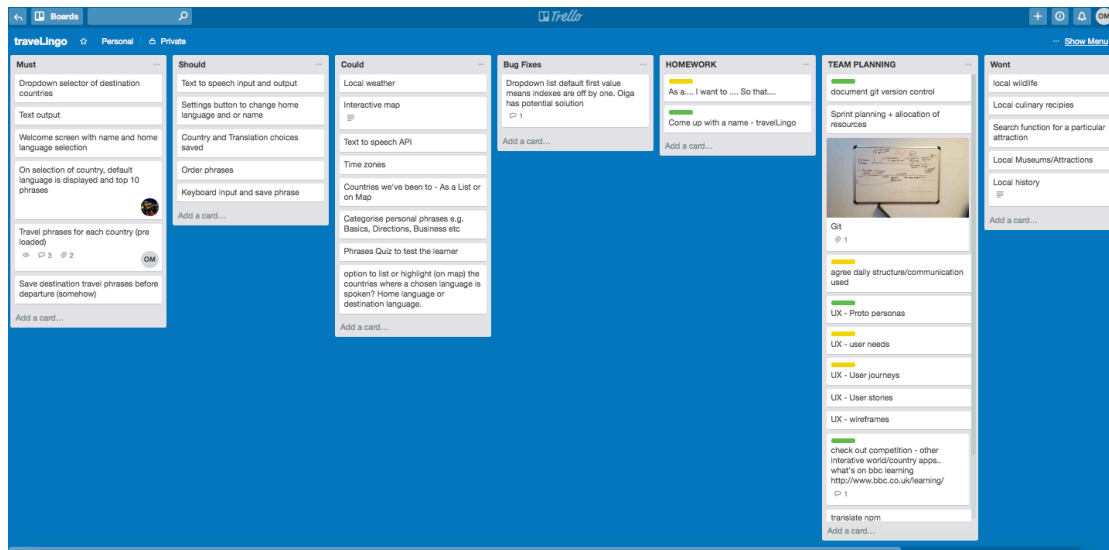 Boards
Trello
OM
traveLingo
Personal
Private
... Show Menu
Must
Dropdown selector of destination
countries
Text output
Welcome screen with name and home
language selection
On selection of country, default
language is displayed and top 10
phrases
Travel phrases for each country (pre
loaded)
3
2
OM
Save destination travel phrases before
departure (somehow)
Add a card...
Should
Text to speech input and output
Settings button to change home
language and or name
Country and Translation choices
saved
Order phrases
Keyboard input and save phrase
Add a card...
Could
Local weather
Interactive map
Text to speech API
Time zones
Countries we've been to - As a List or
on Map
Categorise personal phrases e.g.
Basics, Directions, Business etc
Phrases Quiz to test the learner
option to list or highlight (on map) the
countries where a chosen language is
spoken? Home language or
destination language.
Add a card...
Bug Fixes
Dropdown list default first value
means indexes are off by one. Olga
has potential solution
1
Add a card...
HOMEWORK
As a.... I want to .... So that....
Come up with a name - travelLingo
Add a card...
TEAM PLANNING
document git version control
Sprint planning + allocation of
resources
Git
1
agree daily structure/communication
used
UX - Proto personas
UX - user needs
UX - User journeys
UX - User stories
UX - wireframes
check out competition - other
interative world/country apps..
what's on bbc learning
http://www.bbc.co.uk/learning/
1
translate npm
Add a card...
Wont
local wildlife
Local culinary recipies
Search function for a particular
attraction
Local Museums/Attractions
Local history
Add a card...